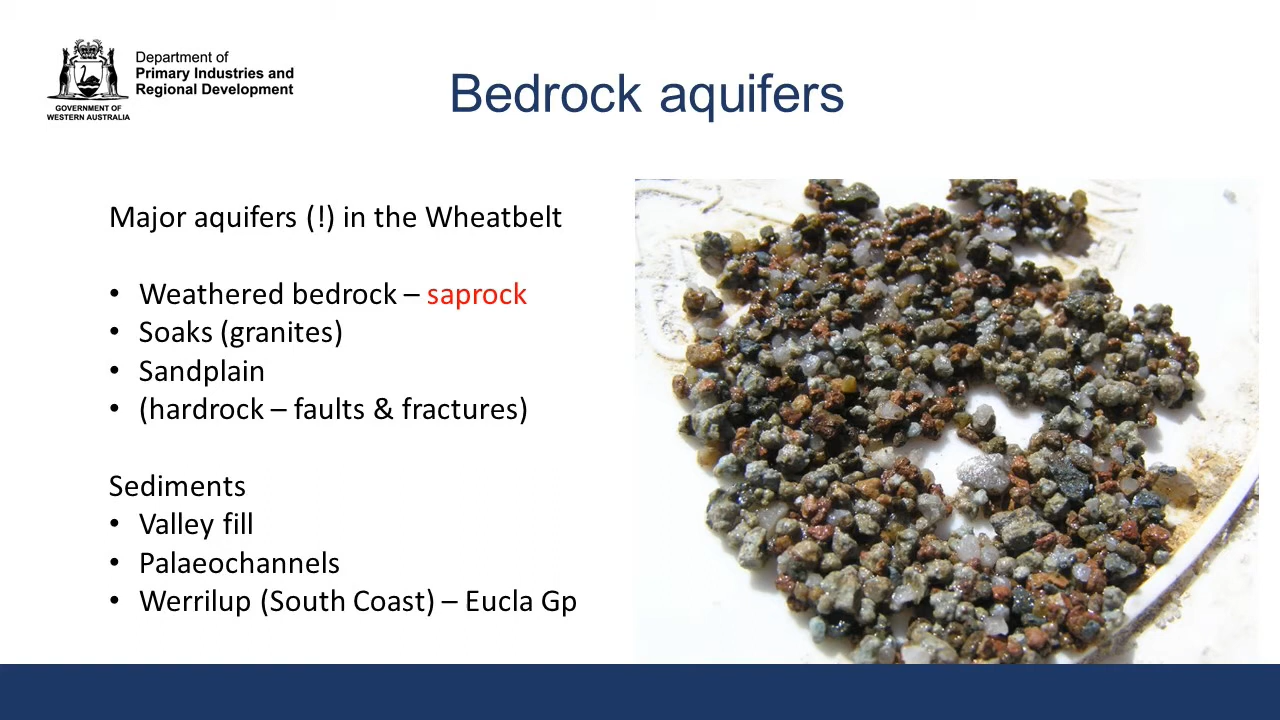 Department of
Primary Industries and
Regional Development
GOVERNMENT OF
WESTERN AUSTRALIA
Bedrock aquifers
Major aquifers (!) in the Wheatbelt
• Weathered bedrock – saprock
• Soaks (granites)
• Sandplain
• (hardrock – faults & fractures)
Sediments
• Valley fill
• Palaeochannels
• Werrilup (South Coast) – Eucla Gp